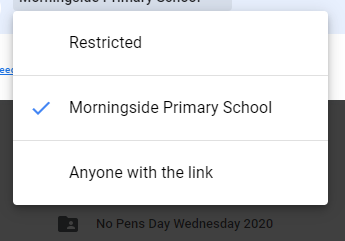 Morningside Primary School
Restricted
Morningside Primary School
Anyone with the link
No Pens Day Wednesday 2020